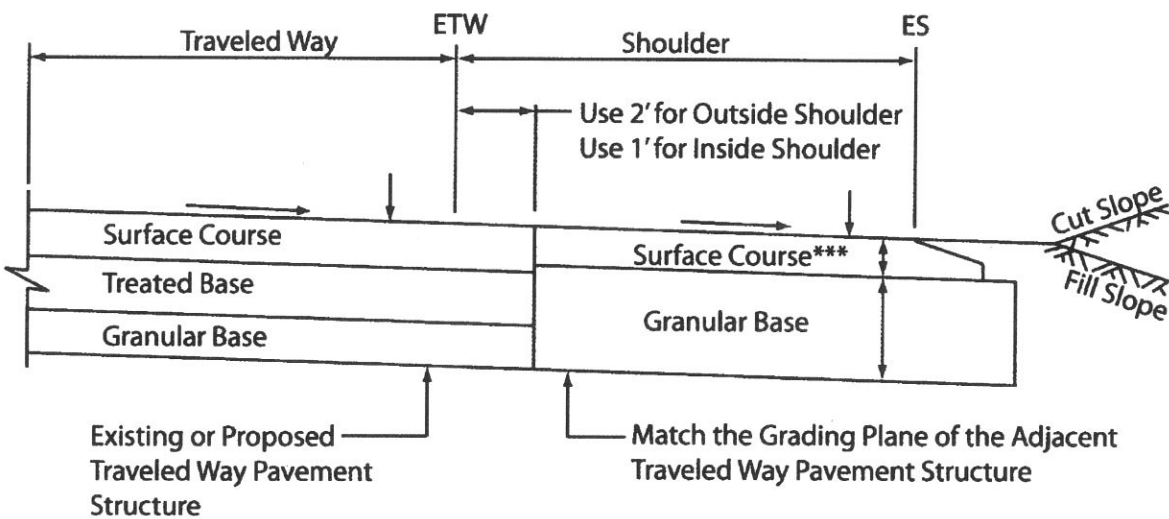 ETW
ES
Traveled Way
Shoulder
Use 2' for Outside Shoulder
Use 1' for Inside Shoulder
Cut Slope
Surface Course
Surface Course***
Fill Slope
Treated Base
Granular Base
Granular Base
Existing or Proposed
Traveled Way Pavement
Structure
Match the Grading Plane of the Adjacent
Traveled Way Pavement Structure